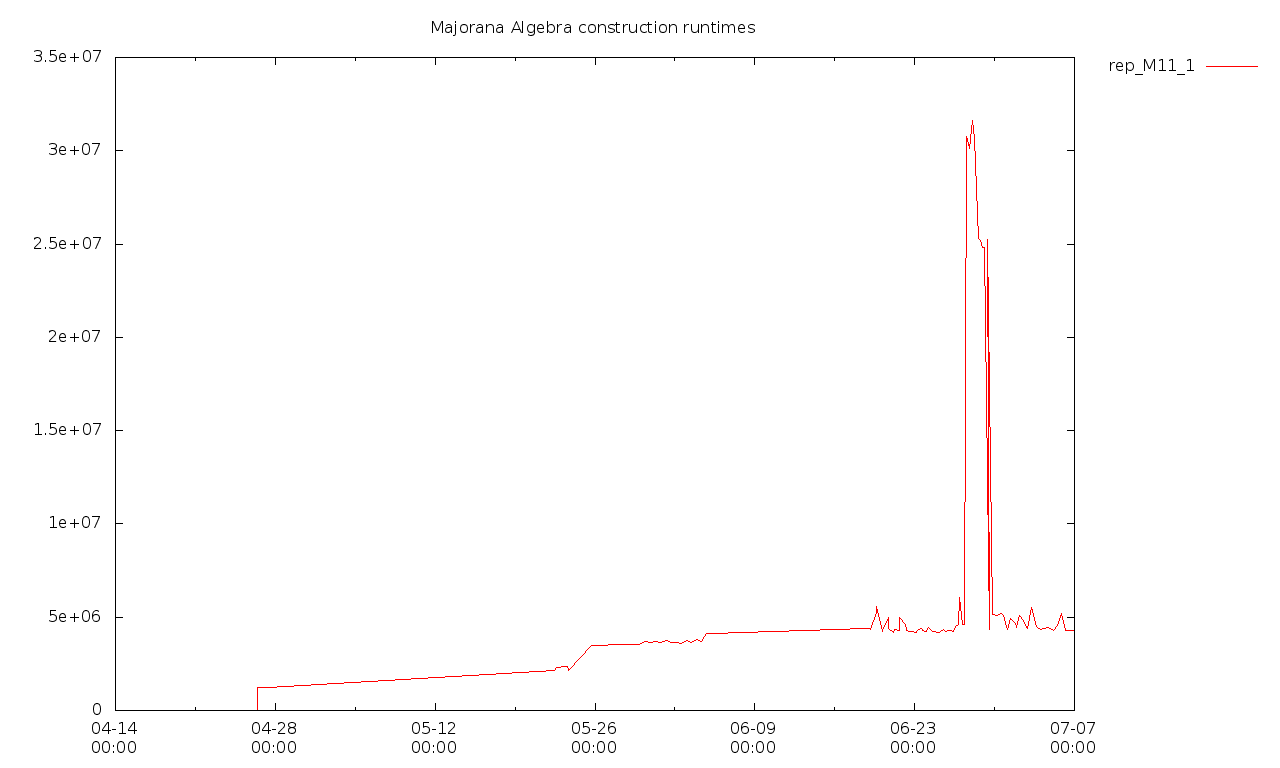 Majorana Algebra construction runtimes
3.5e+07
rep_M11_1
3e+07
2.5e+07
2e+07
1.5e+07
1e+07
5e+06
0
04-14 04-28 05-12 05-26 06-09 06-23 07-07
00:00 00:00 00:00 00:00 00:00 00:00 00:00